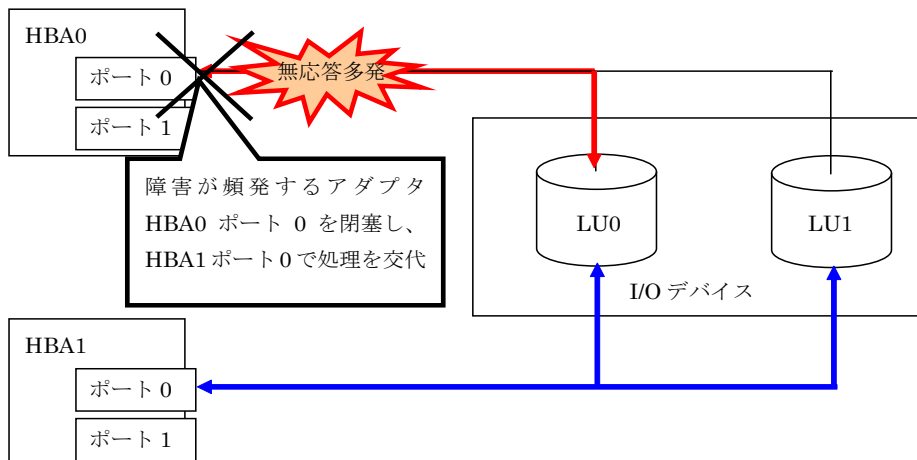 HBA0
ポート 0
無応答多発
ポート 1
障害が頻発するアダプタ
HBA0 ポート 0 を閉塞し、
HBA1 ポート 0 で処理を交代
LU0
LU1
I/O デバイス
HBA1
ポート 0
ポート 1